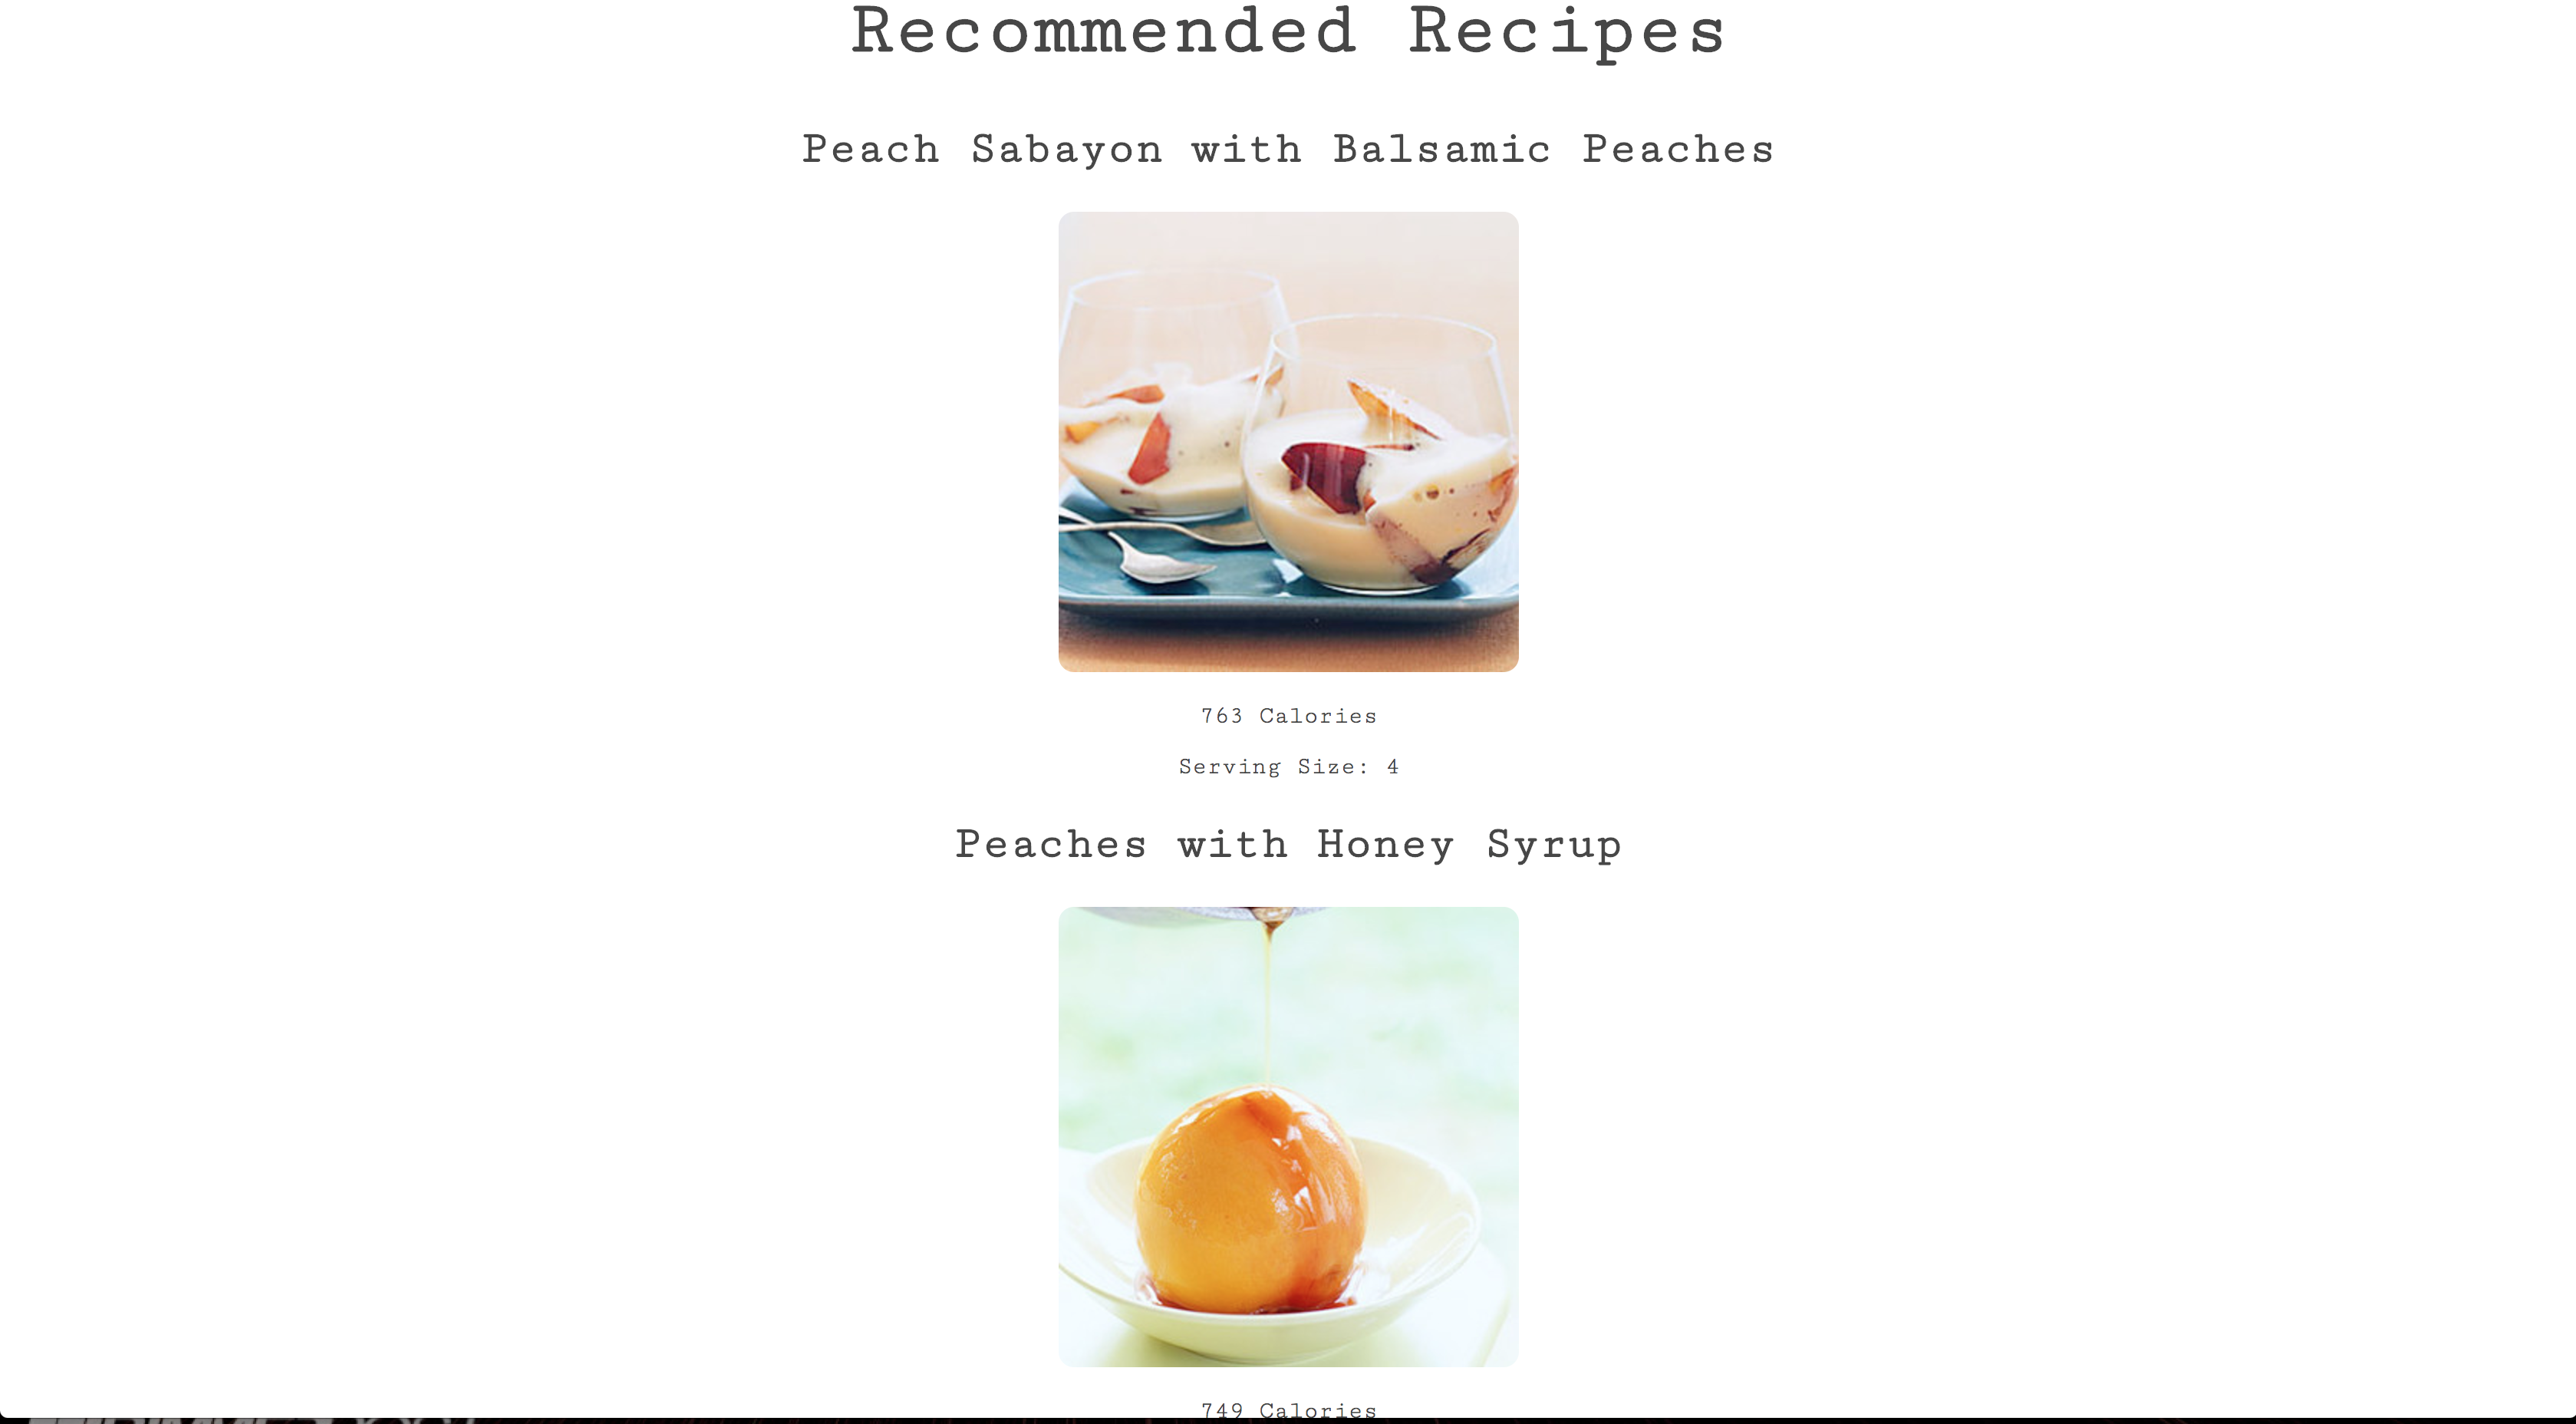 Recommended Recipes
Peach Sabayon with Balsamic Peaches
763 Calories
Serving Size: 4
Peaches with Honey Syrup
749 Calories